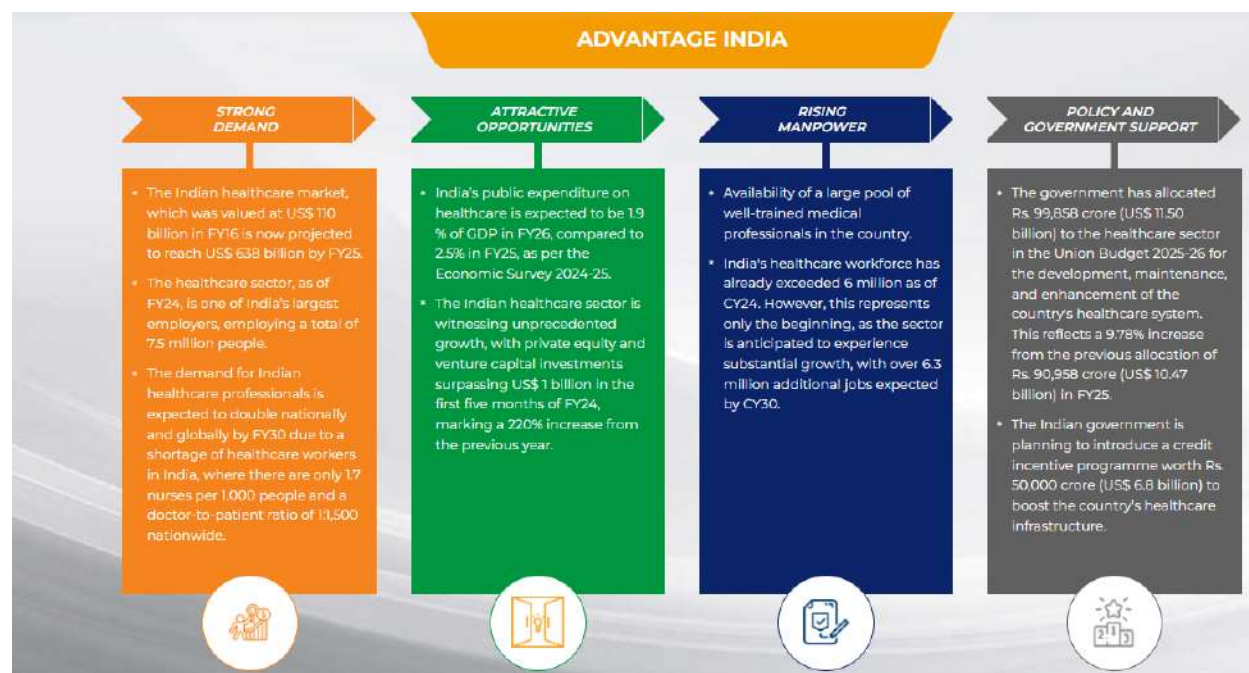 ADVANTAGE INDIA
STRONG
DEMAND
• The Indian healthcare market,
which was valued at US$ 110
billion in FY16 is now projected
to reach US$ 638 billion by FY25.
• The healthcare sector, as of
FY24, is one of India's largest
employers, employing a total of
7.5 million people.
• The demand for Indian
healthcare professionals is
expected to double nationally
and globally by FY30 due to a
shortage of healthcare workers
in India, where there are only 1.7
nurses per 1,000 people and a
doctor-to-patient ratio of 1:1,500
nationwide.
ATTRACTIVE
OPPORTUNITIES
• India's public expenditure on
healthcare is expected to be 1.9
% of GDP in FY26, compared to
2.5% in FY25, as per the
Economic Survey 2024-25.
• The Indian healthcare sector is
witnessing unprecedented
growth, with private equity and
venture capital investments
surpassing US$ 1 billion in the
first five months of FY24,
marking a 220% increase from
the previous year.
RISING
MANPOWER
• Availability of a large pool of
well-trained medical
professionals in the country.
• India's healthcare workforce has
already exceeded 6 million as of
CY24. However, this represents
only the beginning, as the sector
is anticipated to experience
substantial growth, with over 6.3
million additional jobs expected
by CY30.
POLICY AND
GOVERNMENT SUPPORT
• The government has allocated
Rs. 99,858 crore (US$ 11.50
billion) to the healthcare sector
in the Union Budget 2025-26 for
the development, maintenance,
and enhancement of the
country's healthcare system.
This reflects a 9.78% increase
from the previous allocation of
Rs. 90,958 crore (US$ 10.47
billion) in FY25.
• The Indian government is
planning to introduce a credit
incentive programme worth Rs.
50,000 crore (US$ 6.8 billion) to
boost the country's healthcare
infrastructure.
2 1 3